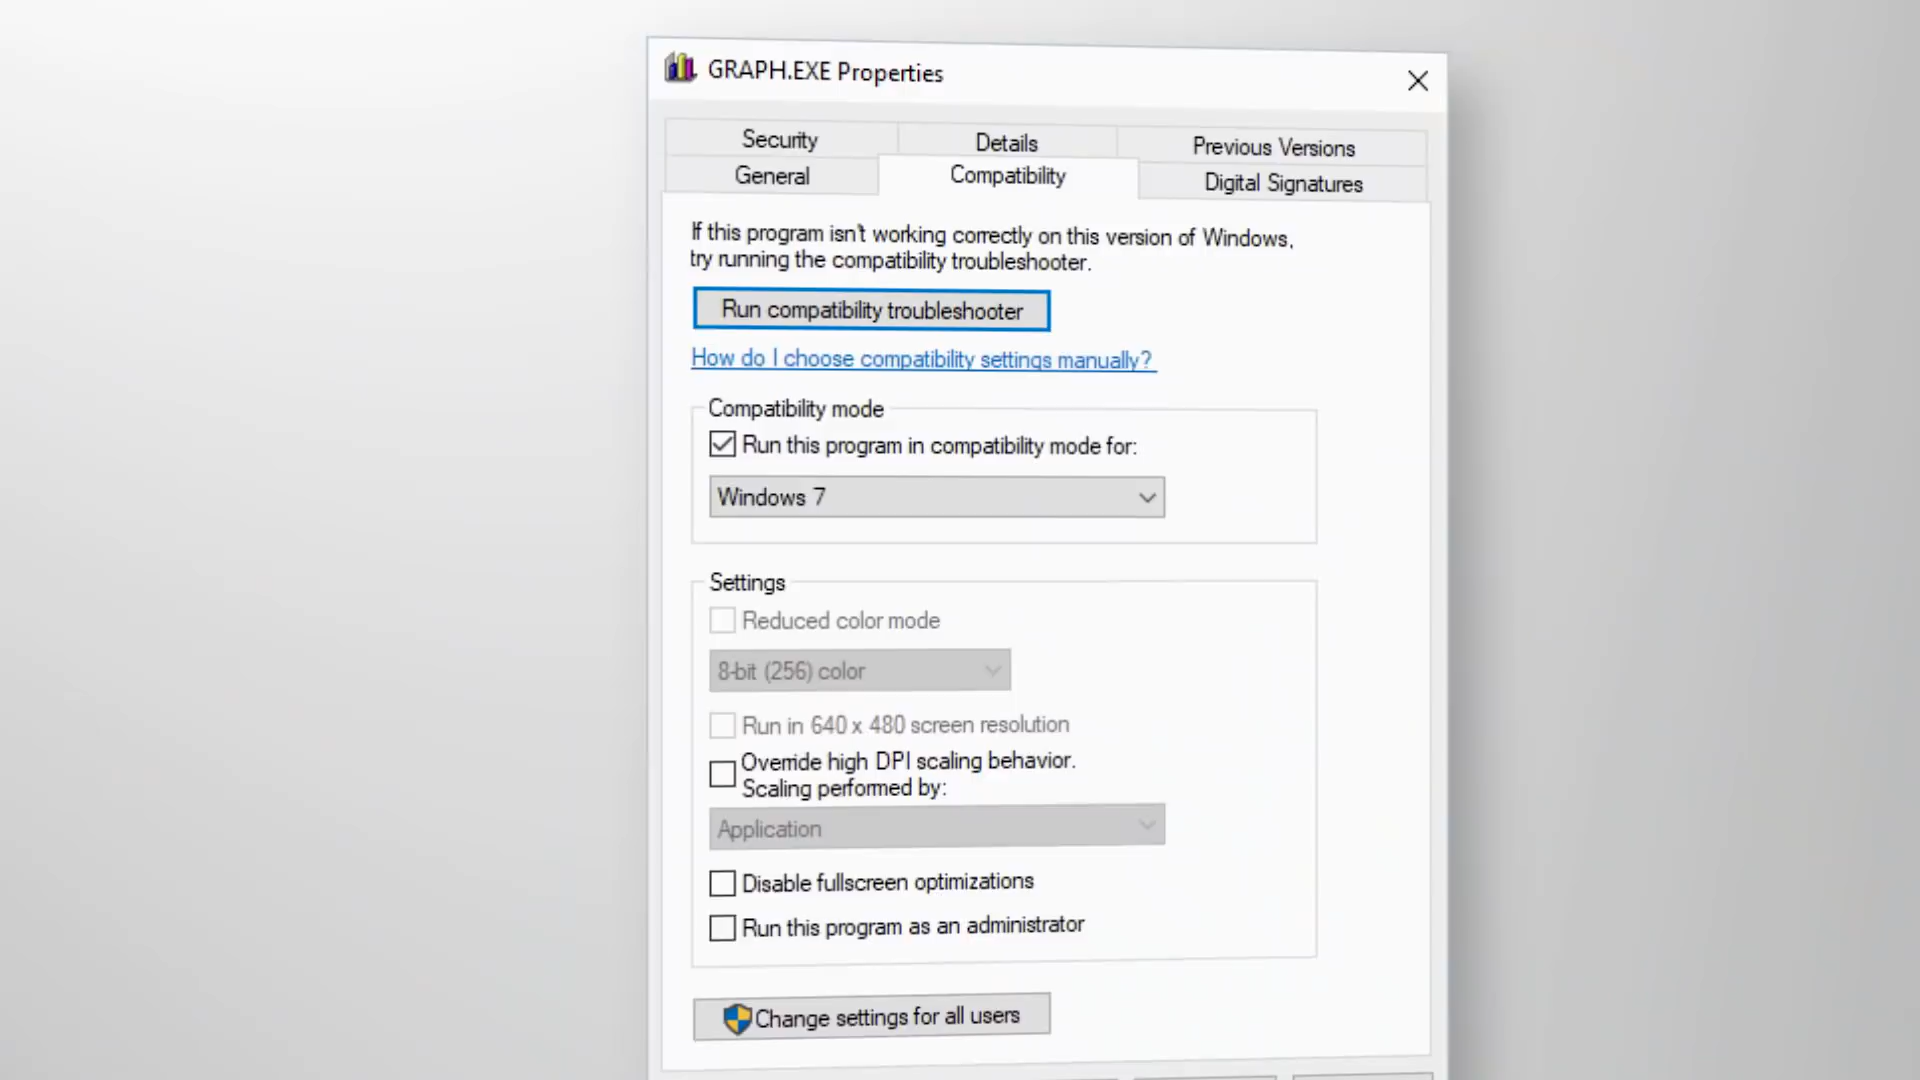 GRAPH.EXE Properties
Security
Details
Previous Versions
General
Compatibility
Digital Signatures
If this program isn't working correctly on this version of Windows,
try running the compatibility troubleshooter.
Run compatibility troubleshooter
How do I choose compatibility settings manually?
Compatibility mode
Run this program in compatibility mode for:
Windows 7
Settings
Reduced color mode
8-bit (256) color
Run in 640 x 480 screen resolution
Override high DPI scaling behavior.
Scaling performed by:
Application
Disable fullscreen optimizations
Run this program as an administrator
Change settings for all users